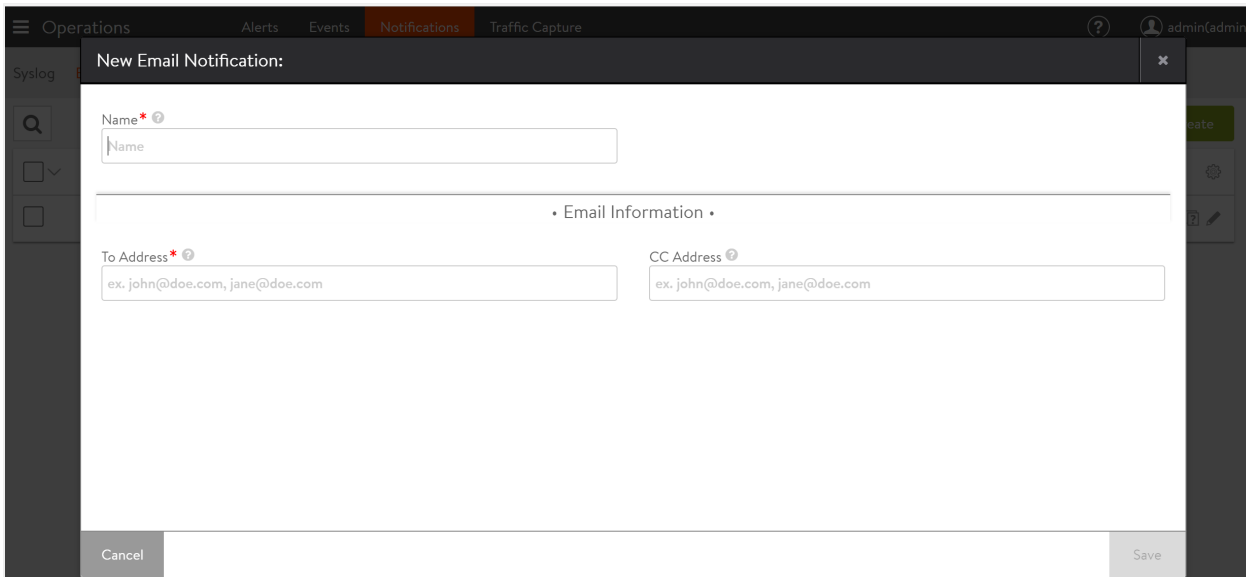 Operations Alerts Events Notifications Traffic Capture ? admin(admin
New Email Notification: ×
Syslog
Name* ?
Name
eate
• Email Information •
To Address* ? CC Address ?
ex. john@doe.com, jane@doe.com ex. john@doe.com, jane@doe.com
Cancel Save